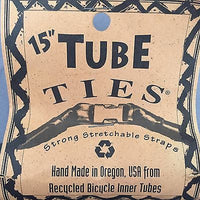 15" TUBE
TIES®
Strong Stretchable Straps
Hand Made in Oregon, USA from
Recycled Bicycle Inner Tubes